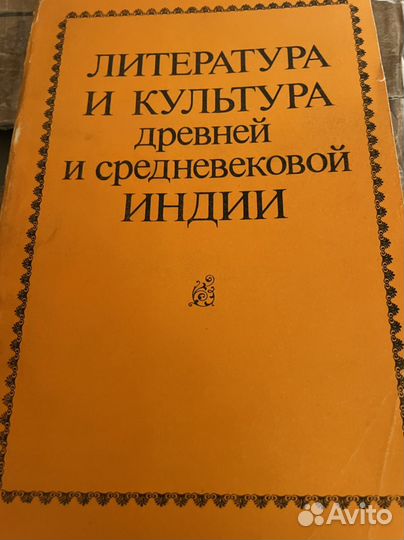 ЛИТЕРАТУРА
И КУЛЬТУРА
древней
и средневековой
ИНДИИ
Avito